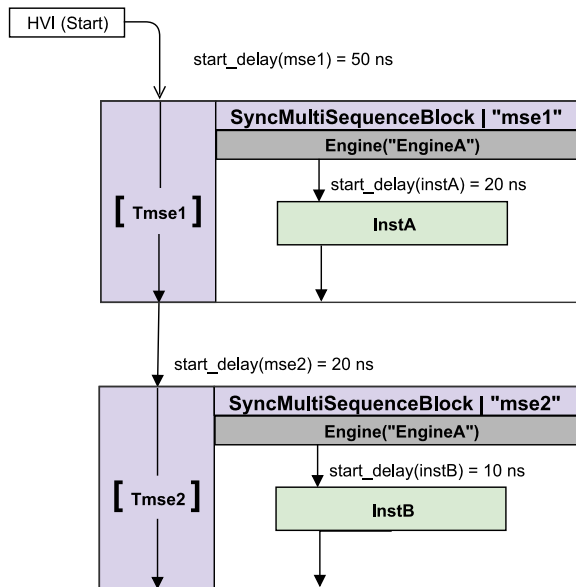 HVI (Start)
start_delay(mse1) = 50 ns
SyncMultiSequenceBlock | "mse1"
Engine("EngineA")
start_delay(instA) = 20 ns
[ Tmse1 ]
InstA
start_delay(mse2) = 20 ns
SyncMultiSequenceBlock | "mse2"
Engine("EngineA")
start_delay(instB) = 10 ns
[ Tmse2 ]
InstB